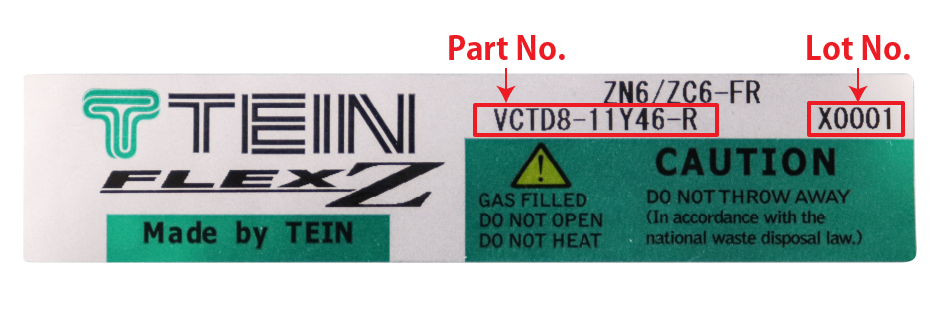 Part No.
Lot No.
TEIN
FLEX Z
Made by TEIN
ZN6/ZC6-FR
VCTD8-11Y46-R
X0001
GAS FILLED
DO NOT OPEN
DO NOT HEAT
CAUTION
DO NOT THROW AWAY
(In accordance with the
national waste disposal law.)